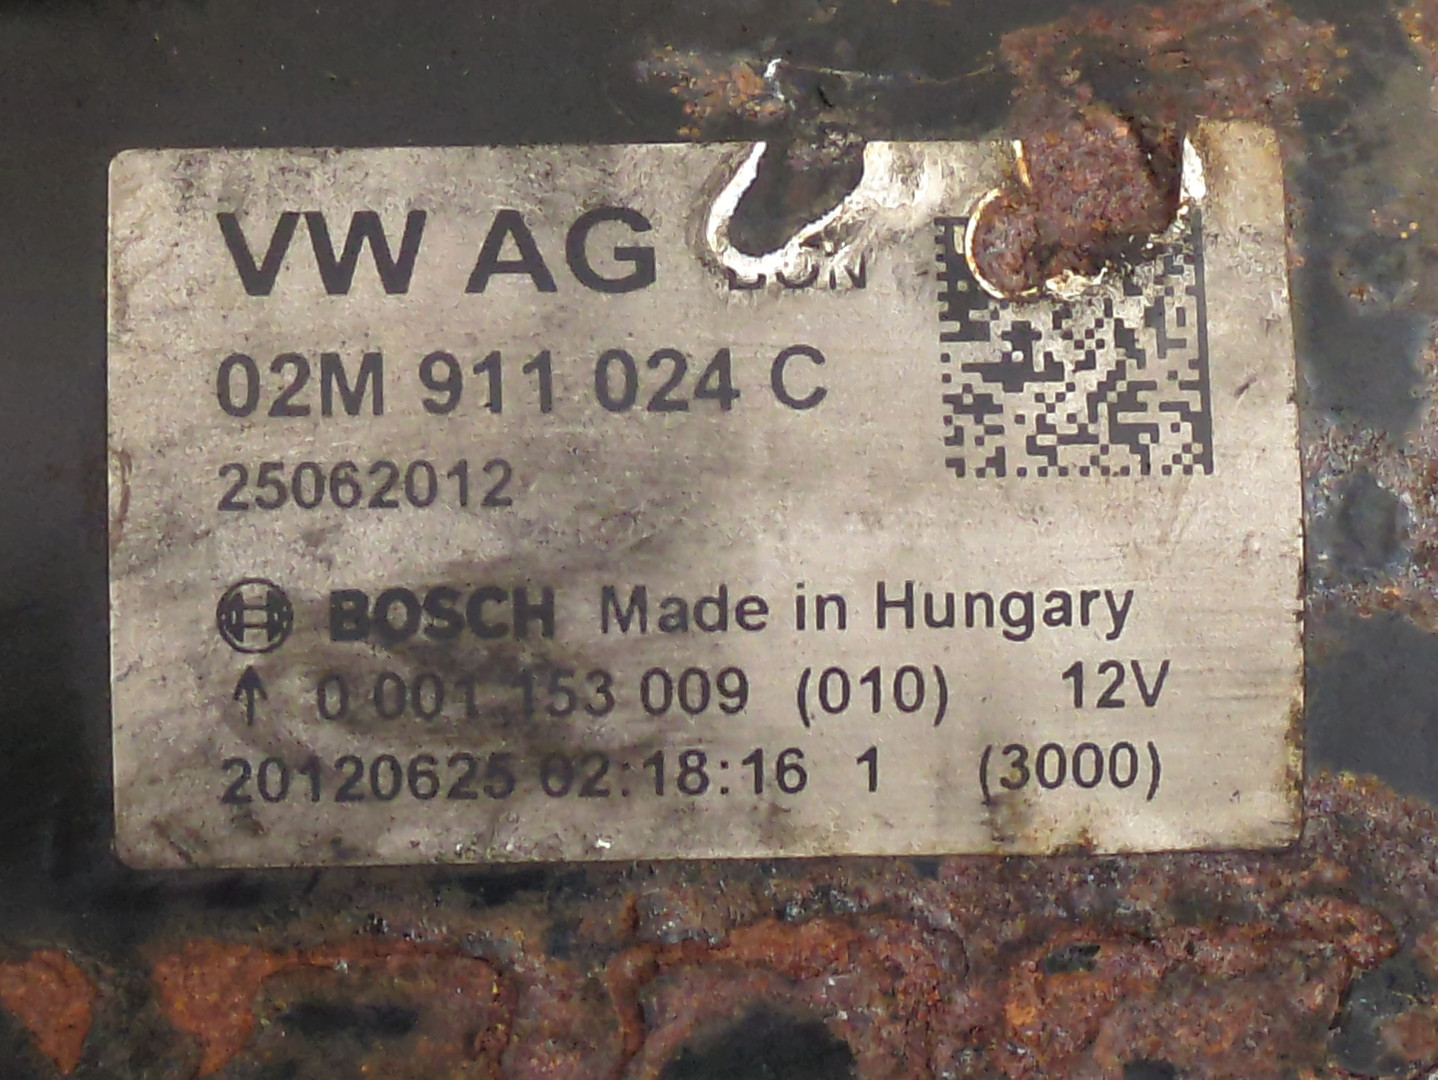 VW AG
02M 911 024 C
25062012
BOSCH Made in Hungary
↑ 0 001 153 009 (010) 12V
20120625 02:18:16 1 (3000)